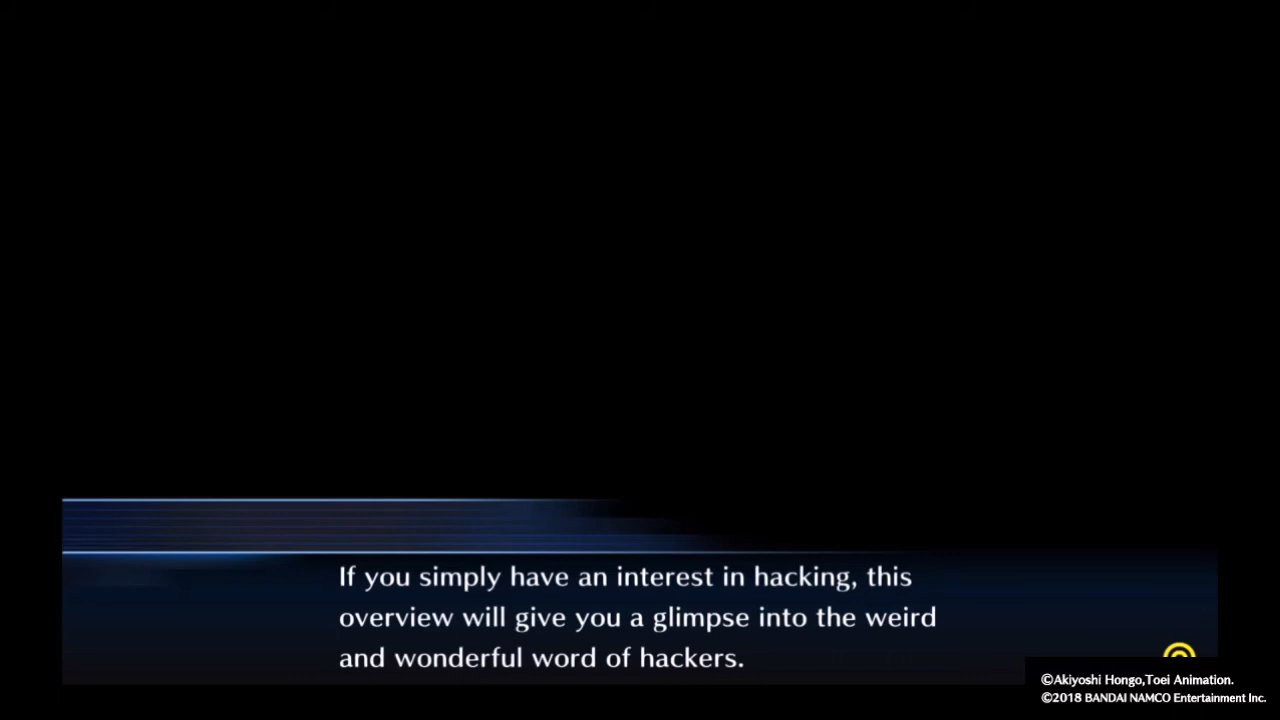 If you simply have an interest in hacking, this
overview will give you a glimpse into the weird
and wonderful word of hackers.
©Akiyoshi Hongo,Toei Animation.
©2018 BANDAI NAMCO Entertainment Inc.